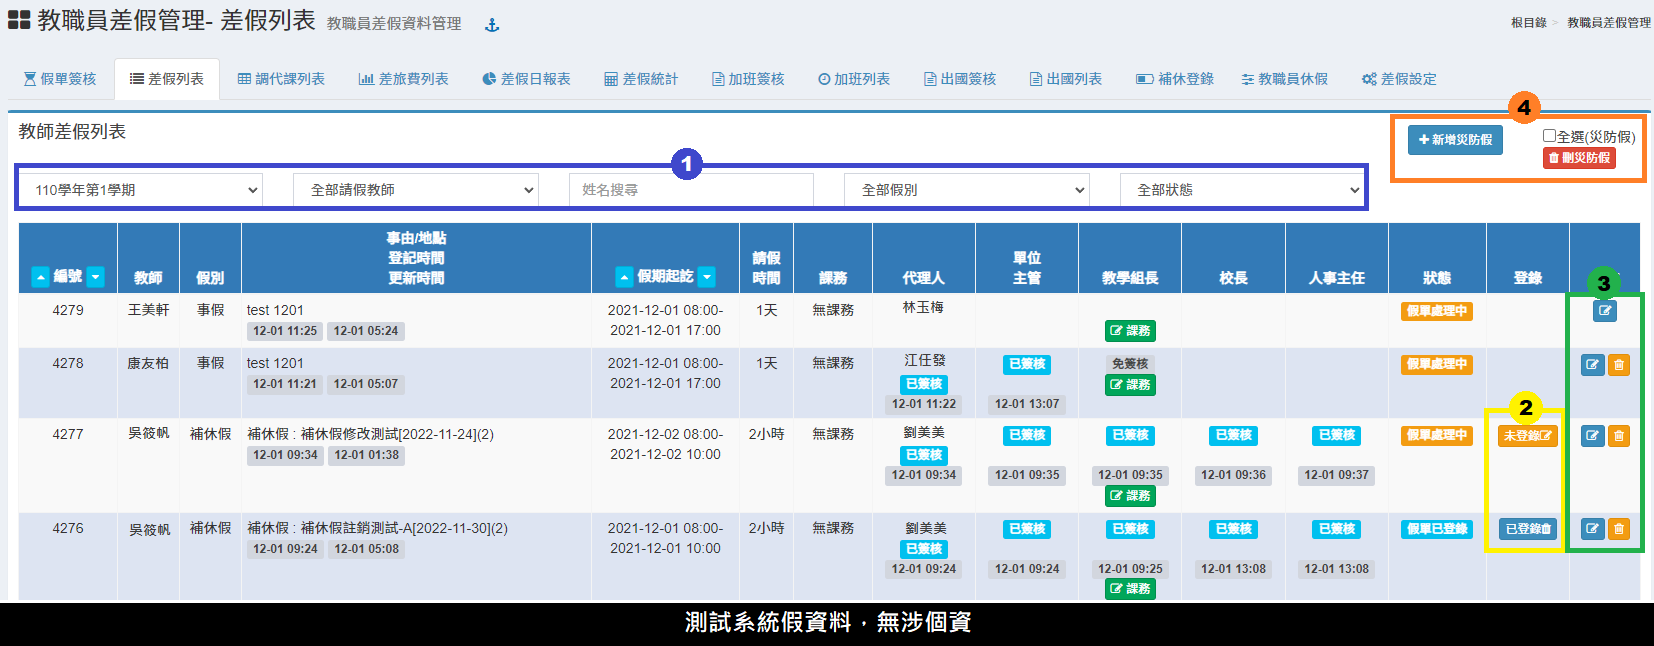 教職員差假管理- 差假列表 教職員差假資料管理
根目錄 > 教職員差假管理
假單簽核 差假列表 調代課列表 差旅費列表 差假日報表 差假統計 加班簽核 加班列表 出國簽核 出國列表 補休登錄 教職員休假 差假設定
教師差假列表
4
新增災防假
全選(災防假)
刪災防假
1
110學年第1學期 全部請假教師 姓名搜尋 全部假別 全部狀態
編號 教師 假別 事由/地點 登記時間 更新時間 假期起訖 請假時間 課務 代理人 單位主管 教學組長 校長 人事主任 狀態 登錄
3
4279 王美軒 事假 test 1201 2021-12-01 08:00- 1天 無課務 林玉梅 假單處理中
12-01 11:25 12-01 05:24 2021-12-01 17:00 課務
4278 康友柏 事假 test 1201 2021-12-01 08:00- 1天 無課務 江任發 已簽核 免簽核 假單處理中
12-01 11:21 12-01 05:07 2021-12-01 17:00 已簽核 課務
12-01 11:22 12-01 13:07
2
4277 吳筱帆 補休假 補休假 : 補休假修改測試[2022-11-24](2) 2021-12-02 08:00- 2小時 無課務 劉美美 已簽核 已簽核 已簽核 已簽核 假單處理中 未登錄
12-01 09:34 12-01 01:38 2021-12-02 10:00 已簽核
12-01 09:34 12-01 09:35 12-01 09:35 12-01 09:36 12-01 09:37
課務
4276 吳筱帆 補休假 補休假 : 補休假註銷測試-A[2022-11-30](2) 2021-12-01 08:00- 2小時 無課務 劉美美 已簽核 已簽核 已簽核 已簽核 假單已登錄 已登錄
12-01 09:24 12-01 05:08 2021-12-01 10:00 已簽核
12-01 09:24 12-01 09:24 12-01 09:25 12-01 13:08 12-01 13:08
課務
測試系統假資料，無涉個資